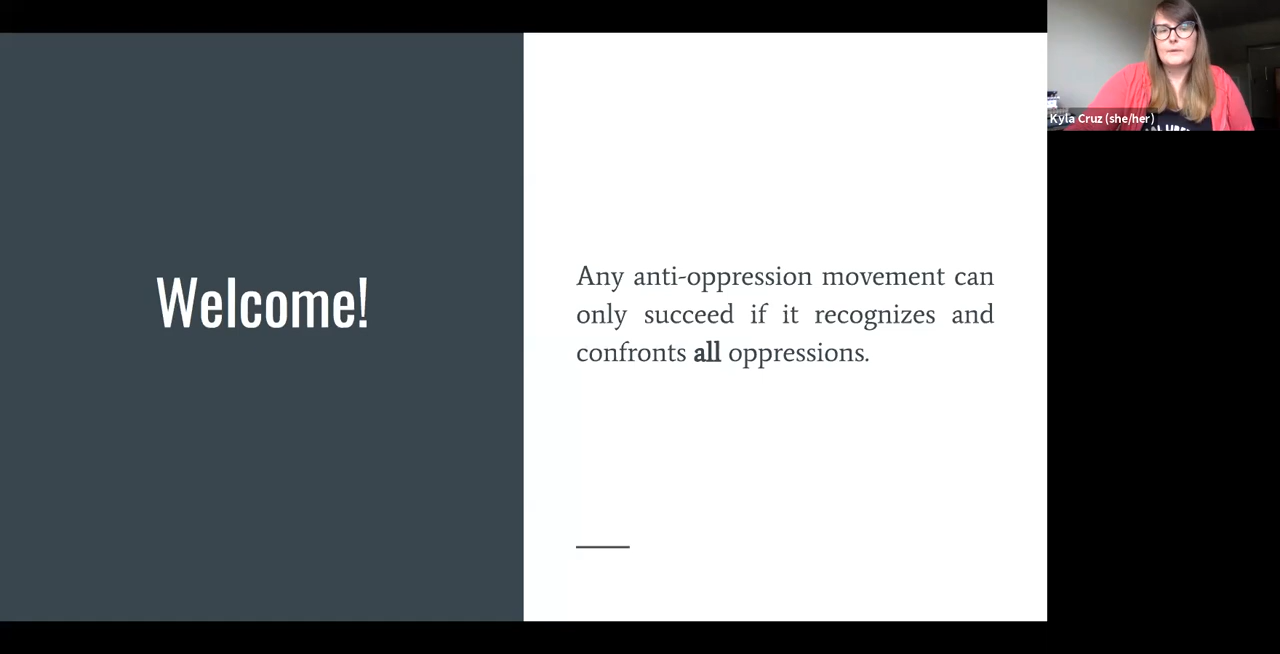 Welcome!
Any anti-oppression movement can
only succeed if it recognizes and
confronts all oppressions.
Kyla Cruz (she/her)